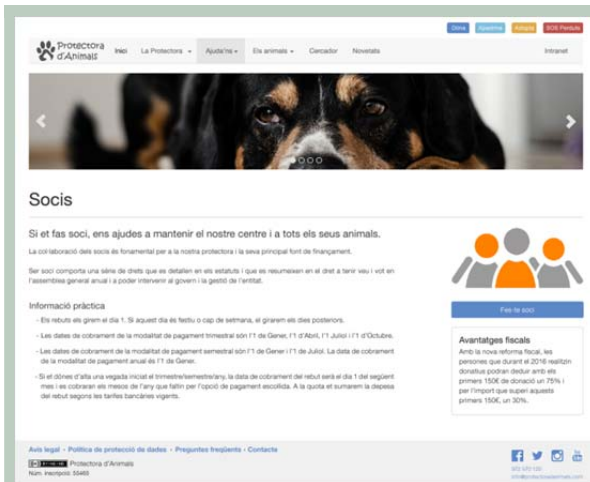 Dona Apadrina Adopta SOS Perduts
Protectora
d'Animals
Inici La Protectora Ajuda'ns Els animals Cercador Novetats Intranet
Socis
Si et fas soci, ens ajudes a mantenir el nostre centre i a tots els seus animals.
La col·laboració dels socis és fonamental per a la nostra protectora i la seva principal font de finançament.
Ser soci comporta una sèrie de drets que es detallen en els estatuts i que es resumeixen en el dret a tenir veu i vot en
l'assemblea general anual i a poder intervenir al govern i la gestió de l'entitat.
Fes-te soci
Informació pràctica
- Els rebuts els girem el dia 1. Si aquest dia és festiu o cap de setmana, el girarem els dies posteriors.
- Les dates de cobrament de la modalitat de pagament trimestral són l'1 de Gener, l'1 d'Abril, l'1 Juliol i l'1 d'Octubre.
- Les dates de cobrament de la modalitat de pagament semestral són l'1 de Gener i l'1 de Juliol. La data de cobrament
de la modalitat de pagament anual és l'1 de Gener.
- Si et dónes d'alta una vegada iniciat el trimestre/semestre/any, la data de cobrament del rebut serà el dia 1 del següent
mes i es cobraran els mesos de l'any que faltin per l'opció de pagament escollida. A la quota et sumarem la depesa
del rebut segons les tarifes bancàries vigents.
Avantatges fiscals
Amb la nova reforma fiscal, les
persones que durant el 2016 realitzin
donatius podran deduir amb els
primers 150€ de donació un 75% i
per l'import que superi aquests
primers 150€, un 30%.
Avís legal - Política de protecció de dades - Preguntes freqüents - Contacte
Protectora d'Animals
Núm. Inscripció: 55465
972 570 122
info@protectoradanimals.com